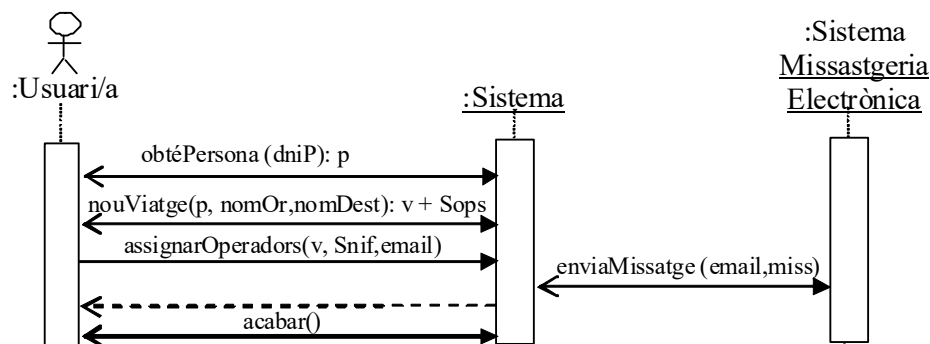 :Usuari/a
:Sistema
:Sistema
Missastgeria
Electrònica
obtéPersona (dniP): p
nouViatge(p, nomOr,nomDest): v + Sops
assignarOperadors(v, Snif,email)
enviaMissatge (email,miss)
acabar()